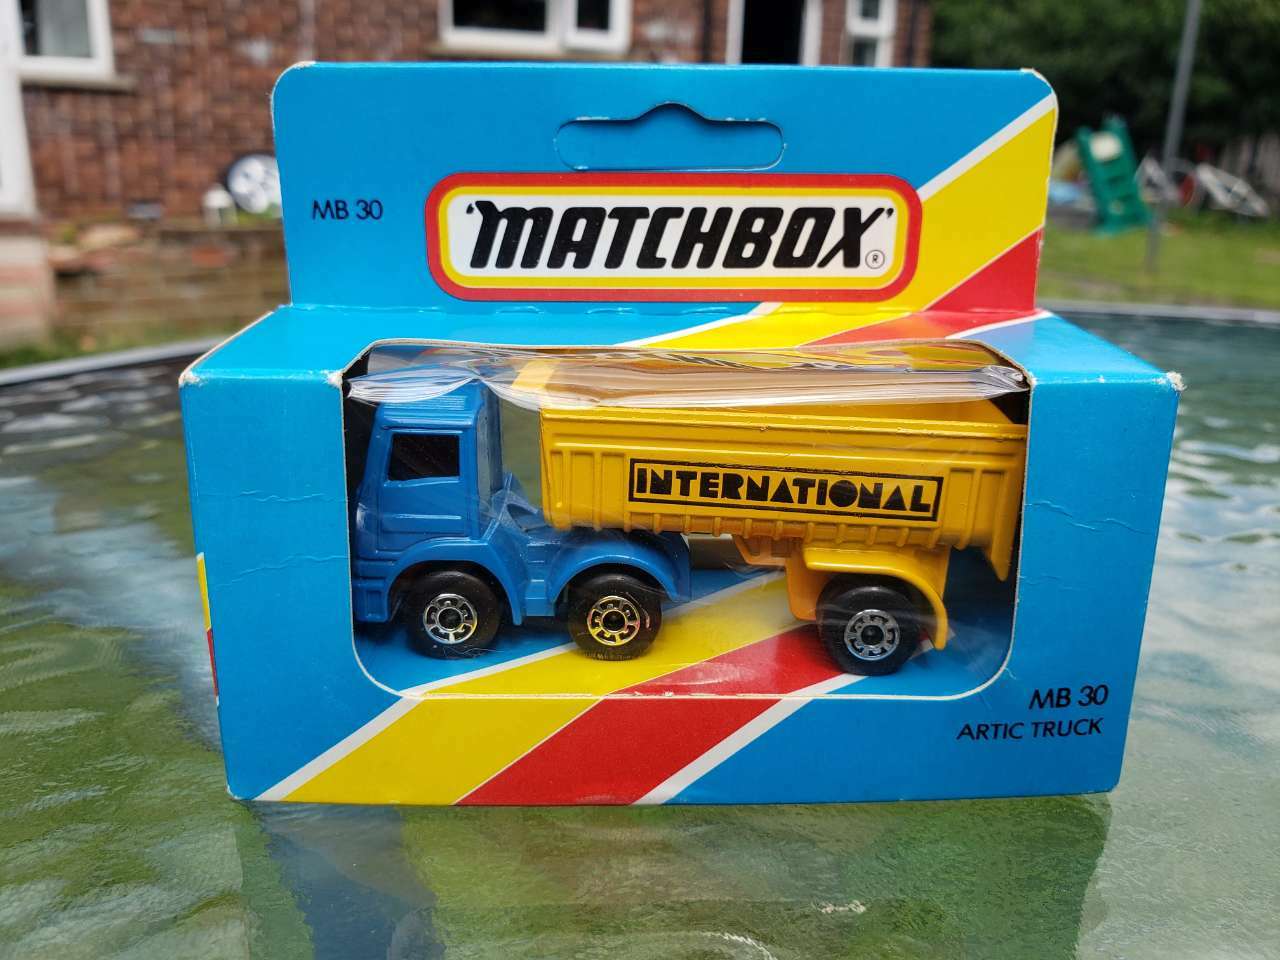 MB 30
'MATCHBOX'®
INTERNATIONAL
MB 30
ARTIC TRUCK